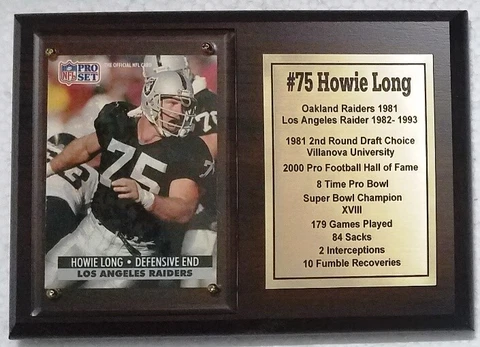 NFL
PRO
SET
THE OFFICIAL NFL CARD
75
HOWIE LONG • DEFENSIVE END
LOS ANGELES RAIDERS
#75 Howie Long
Oakland Raiders 1981
Los Angeles Raider 1982- 1993
1981 2nd Round Draft Choice
Villanova University
2000 Pro Football Hall of Fame
8 Time Pro Bowl
Super Bowl Champion
XVIII
179 Games Played
84 Sacks
2 Interceptions
10 Fumble Recoveries